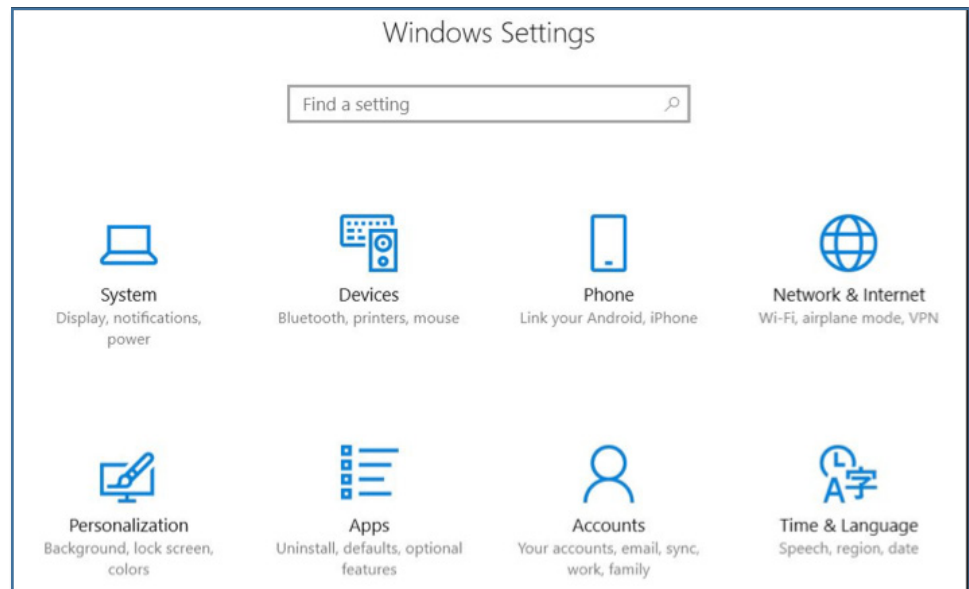 Windows Settings
Find a setting
System
Display, notifications,
power
Devices
Bluetooth, printers, mouse
Phone
Link your Android, iPhone
Network & Internet
Wi-Fi, airplane mode, VPN
Personalization
Background, lock screen,
colors
Apps
Uninstall, defaults, optional
features
Accounts
Your accounts, email, sync,
work, family
A字
Time & Language
Speech, region, date